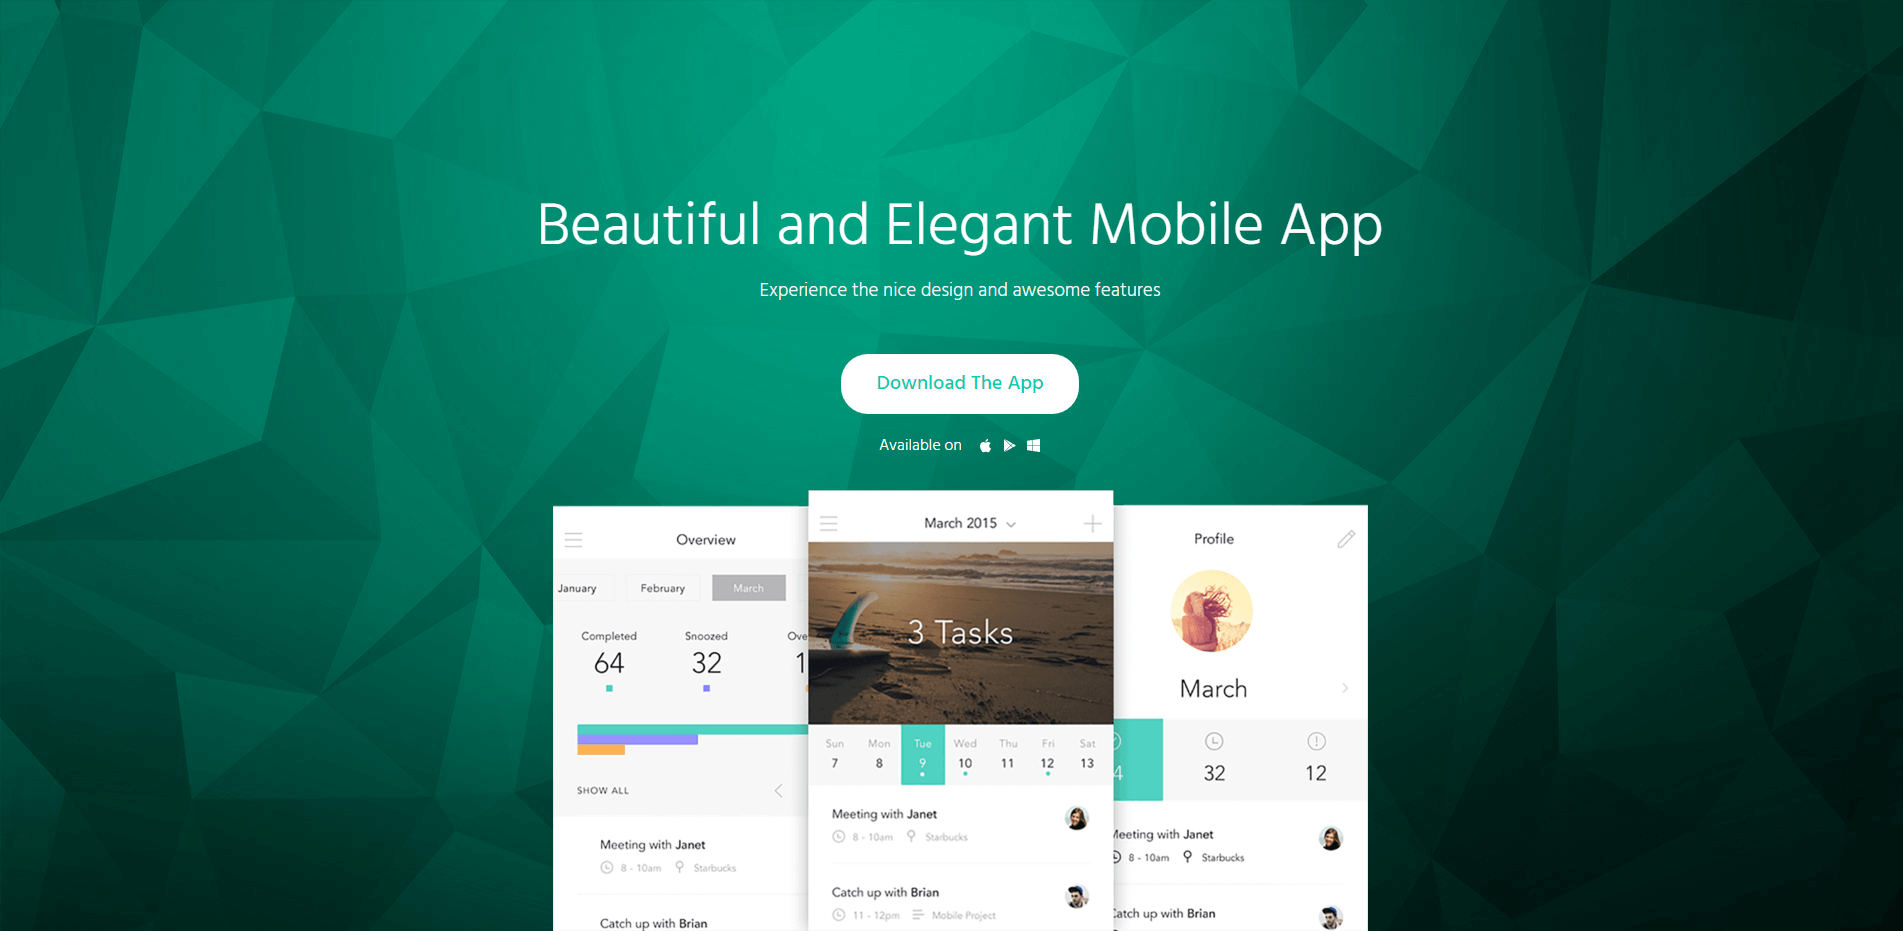 Beautiful and Elegant Mobile App
Experience the nice design and awesome features
Download The App
Available on
Overview
January February March
Completed Snoozed
64 32
SHOW ALL
Meeting with Janet
8 - 10am Starbucks
Catch up with Brian
March 2015
3 Tasks
Sun Mon Tue Wed Thu Fri Sat
7 8 9 10 11 12 13
Meeting with Janet
8 - 10am Starbucks
Catch up with Brian
11 - 12pm Mobile Project
Profile
March
4 32 12
Meeting with Janet
8 - 10am Starbucks
Catch up with Brian